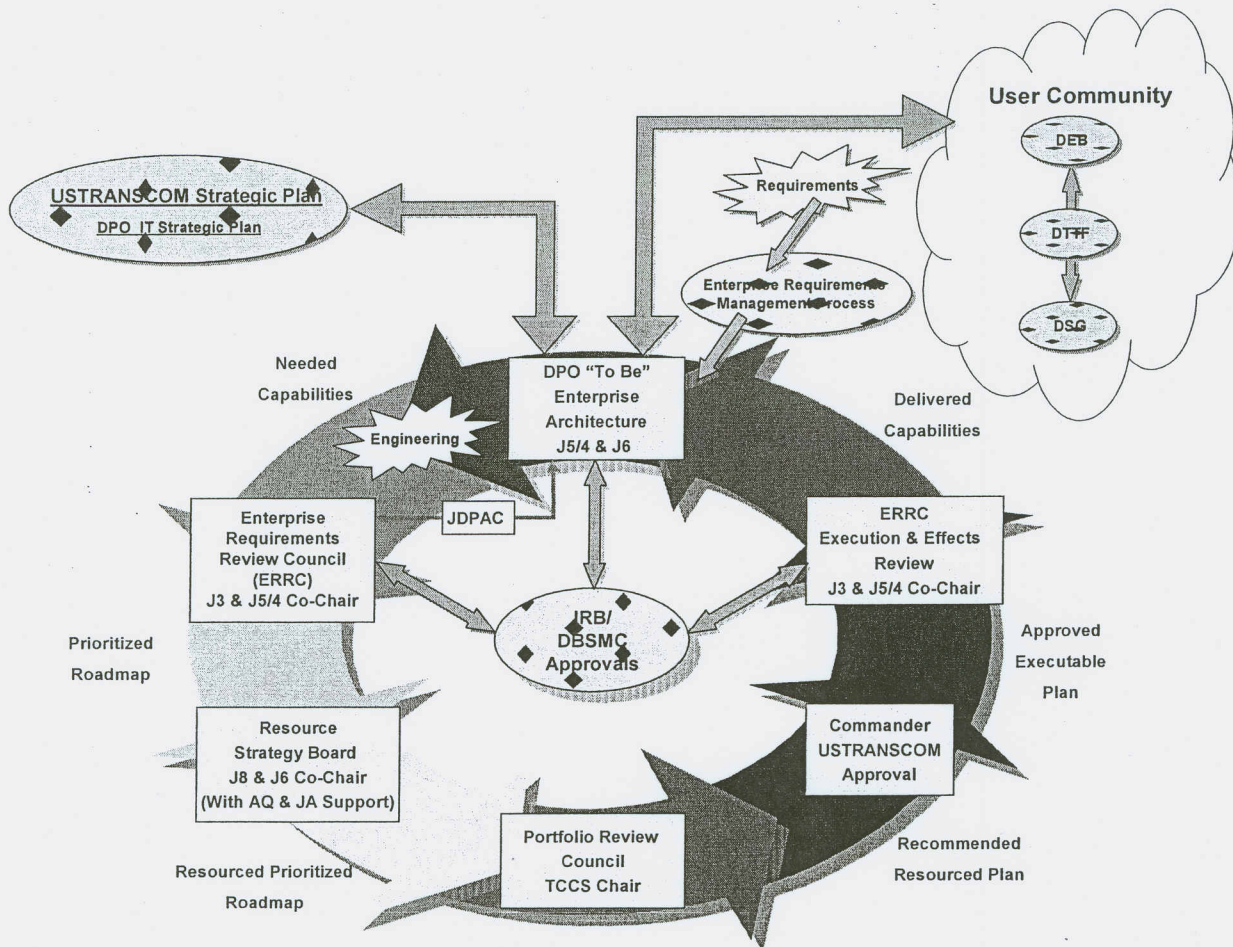 User Community
DEB
DTTF
DSG
Requirements
USTRANSCOM Strategic Plan
DPO IT Strategic Plan
Enterprise Requirements
Management Process
Needed
Capabilities
DPO “To Be”
Enterprise
Architecture
J5/4 & J6
Delivered
Capabilities
Engineering
JDPAC
Enterprise
Requirements
Review Council
(ERRC)
J3 & J5/4 Co-Chair
ERRC
Execution & Effects
Review
J3 & J5/4 Co-Chair
IRB/
DBSMC
Approvals
Prioritized
Roadmap
Approved
Executable
Plan
Resource
Strategy Board
J8 & J6 Co-Chair
(With AQ & JA Support)
Commander
USTRANSCOM
Approval
Portfolio Review
Council
TCCS Chair
Resourced Prioritized
Roadmap
Recommended
Resourced Plan